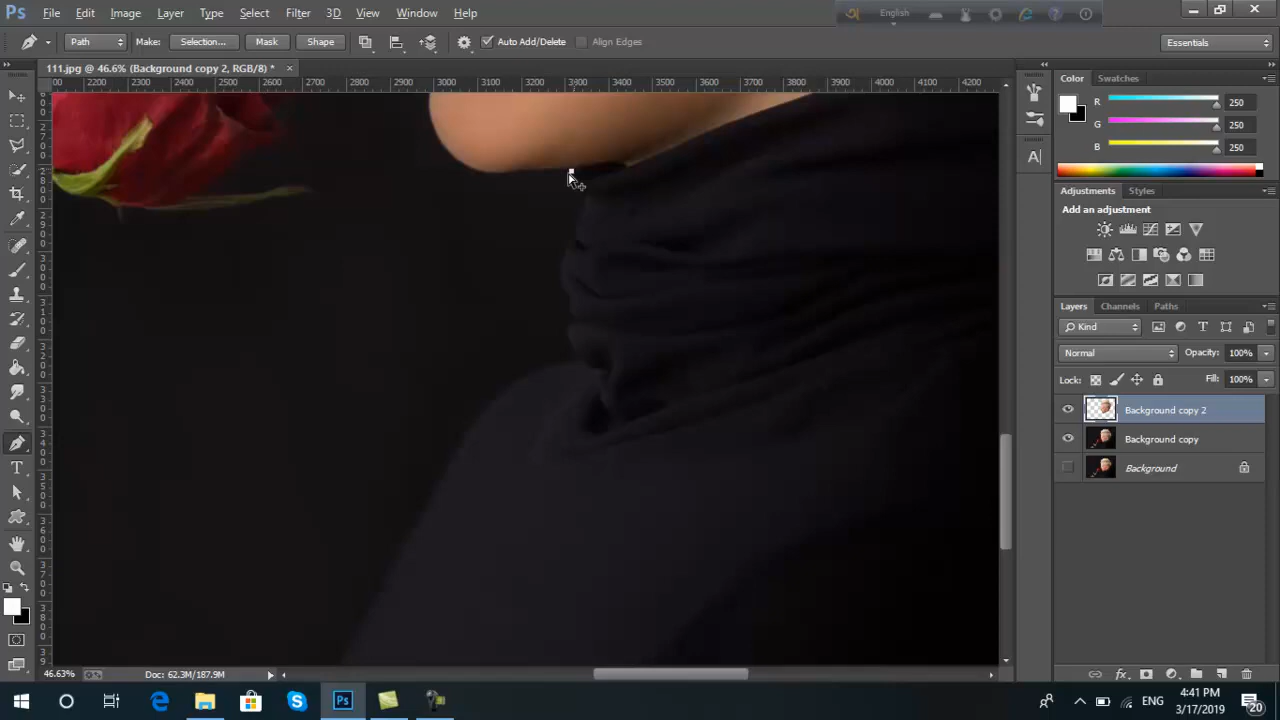 Ps File Edit Image Layer Type Select Filter 3D View Window Help
English
Path Make: Selection... Mask Shape Auto Add/Delete Align Edges Essentials
111.jpg @ 46.6% (Background copy 2, RGB/8) *
2200 2300 2400 2500 2600 2700 2800 2900 3000 3100 3200 3300 3400 3500 3600 3700 3800 3900 4000 4100 4200
Color Swatches
R 250
G 250
B 250
Adjustments Styles
Add an adjustment
Layers Channels Paths
Kind
Normal Opacity: 100%
Lock: Fill: 100%
Background copy 2
Background copy
Background
46.63% Doc: 62.3M/187.9M
ENG 4:41 PM
3/17/2019 20